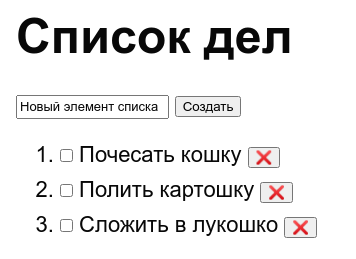 Список дел
Новый элемент списка Создать
1. Почесать кошку ❌
2. Полить картошку ❌
3. Сложить в лукошко ❌